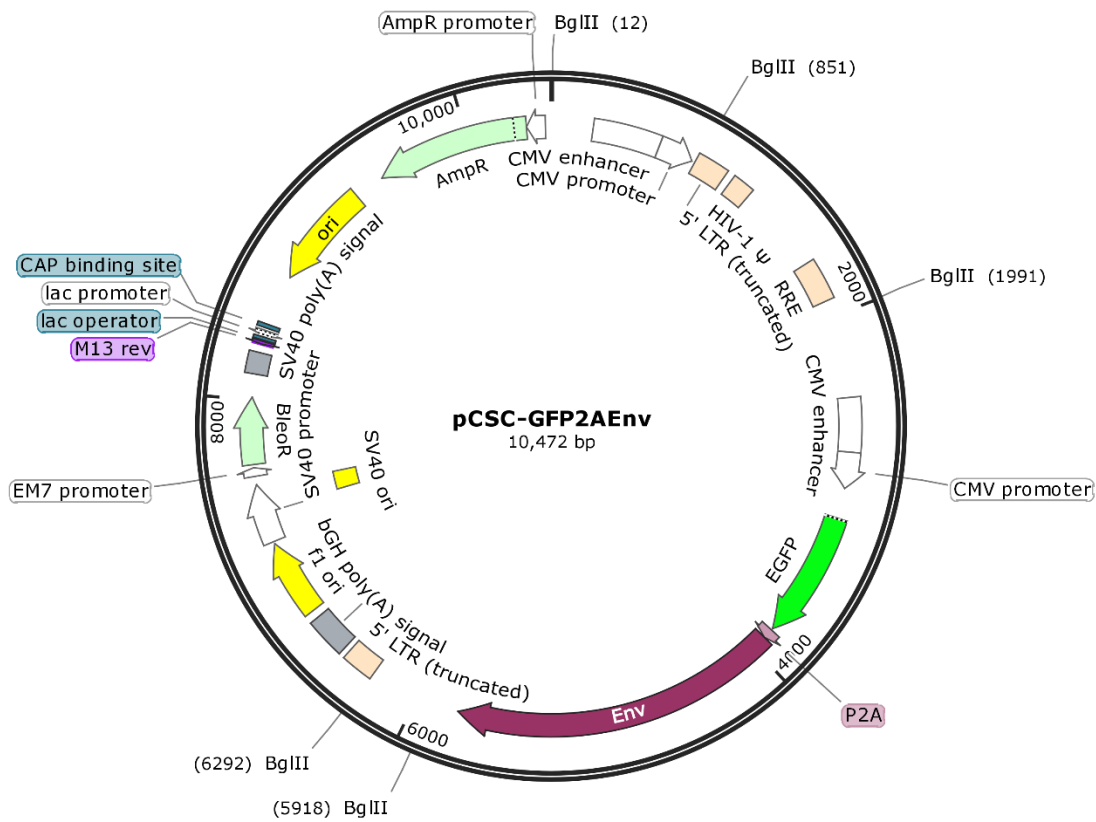 AmpR promoter
BglII (12)
BglII (851)
10,000
CMV enhancer
CMV promoter
AmpR
5' LTR (truncated)
HIV-1 Ψ
RRE
2000
BglII (1991)
ori
SV40 poly(A) signal
CAP binding site
lac promoter
lac operator
M13 rev
8000
BleoR
SV40 promoter
SV40 ori
EM7 promoter
pCSC-GFP2AEnv
10,472 bp
CMV enhancer
CMV promoter
EGFP
4000
P2A
Env
bGH poly(A) signal
f1 ori
5' LTR (truncated)
6000
(6292) BglII
(5918) BglII